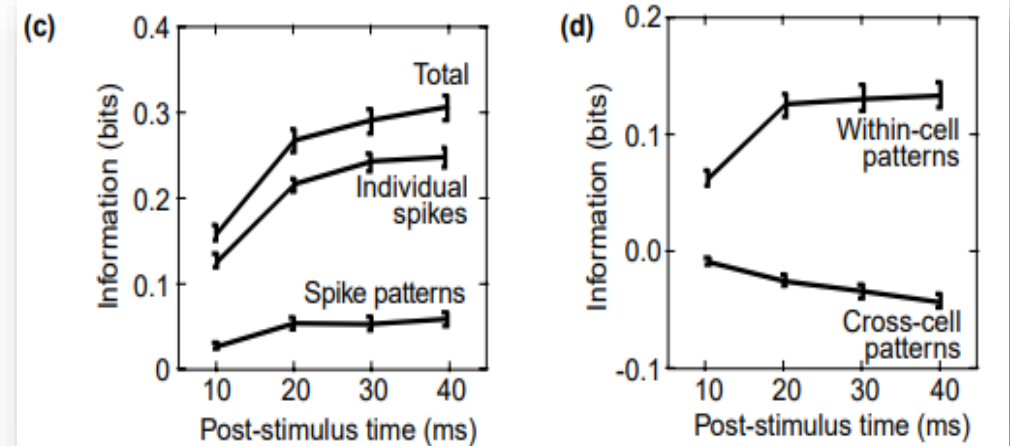 (c)
Information (bits)
0.4
0.3
0.2
0.1
0
Total
Individual
spikes
Spike patterns
10 20 30 40
Post-stimulus time (ms)
(d)
Information (bits)
0.2
0.1
0.0
-0.1
Within-cell
patterns
Cross-cell
patterns
10 20 30 40
Post-stimulus time (ms)